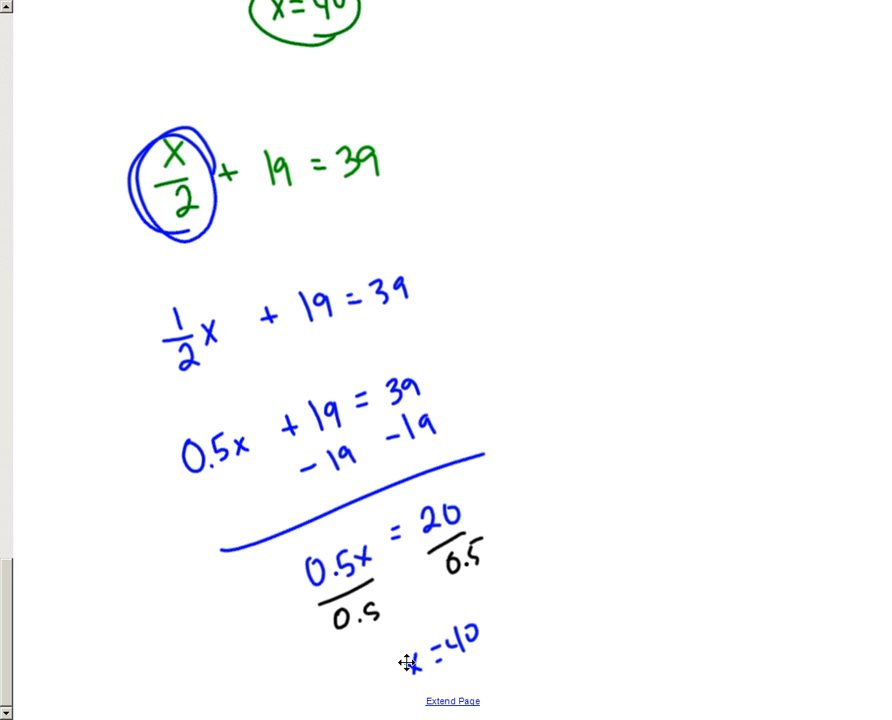 x = 40
x/2 + 19 = 39
1/2 x + 19 = 39
0.5x + 19 = 39
- 19 - 19
0.5x = 20
0.5 0.5
x = 40
Extend Page